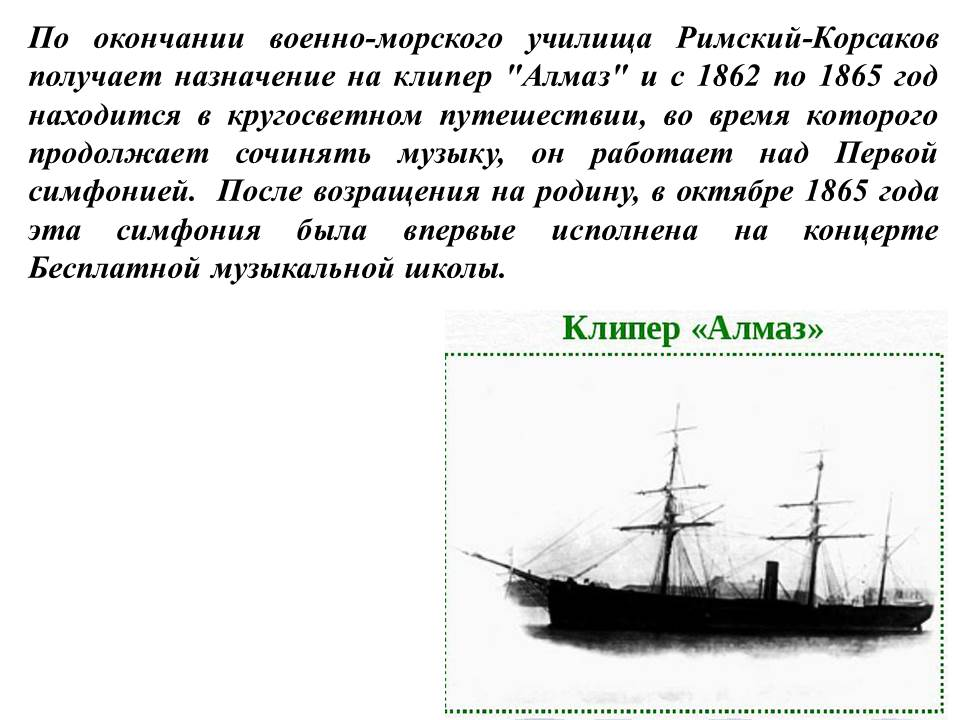 По окончании военно-морского училища Римский-Корсаков
получает назначение на клипер "Алмаз" и с 1862 по 1865 год
находится в кругосветном путешествии, во время которого
продолжает сочинять музыку, он работает над Первой
симфонией. После возращения на родину, в октябре 1865 года
эта симфония была впервые исполнена на концерте
Бесплатной музыкальной школы.
Клипер «Алмаз»